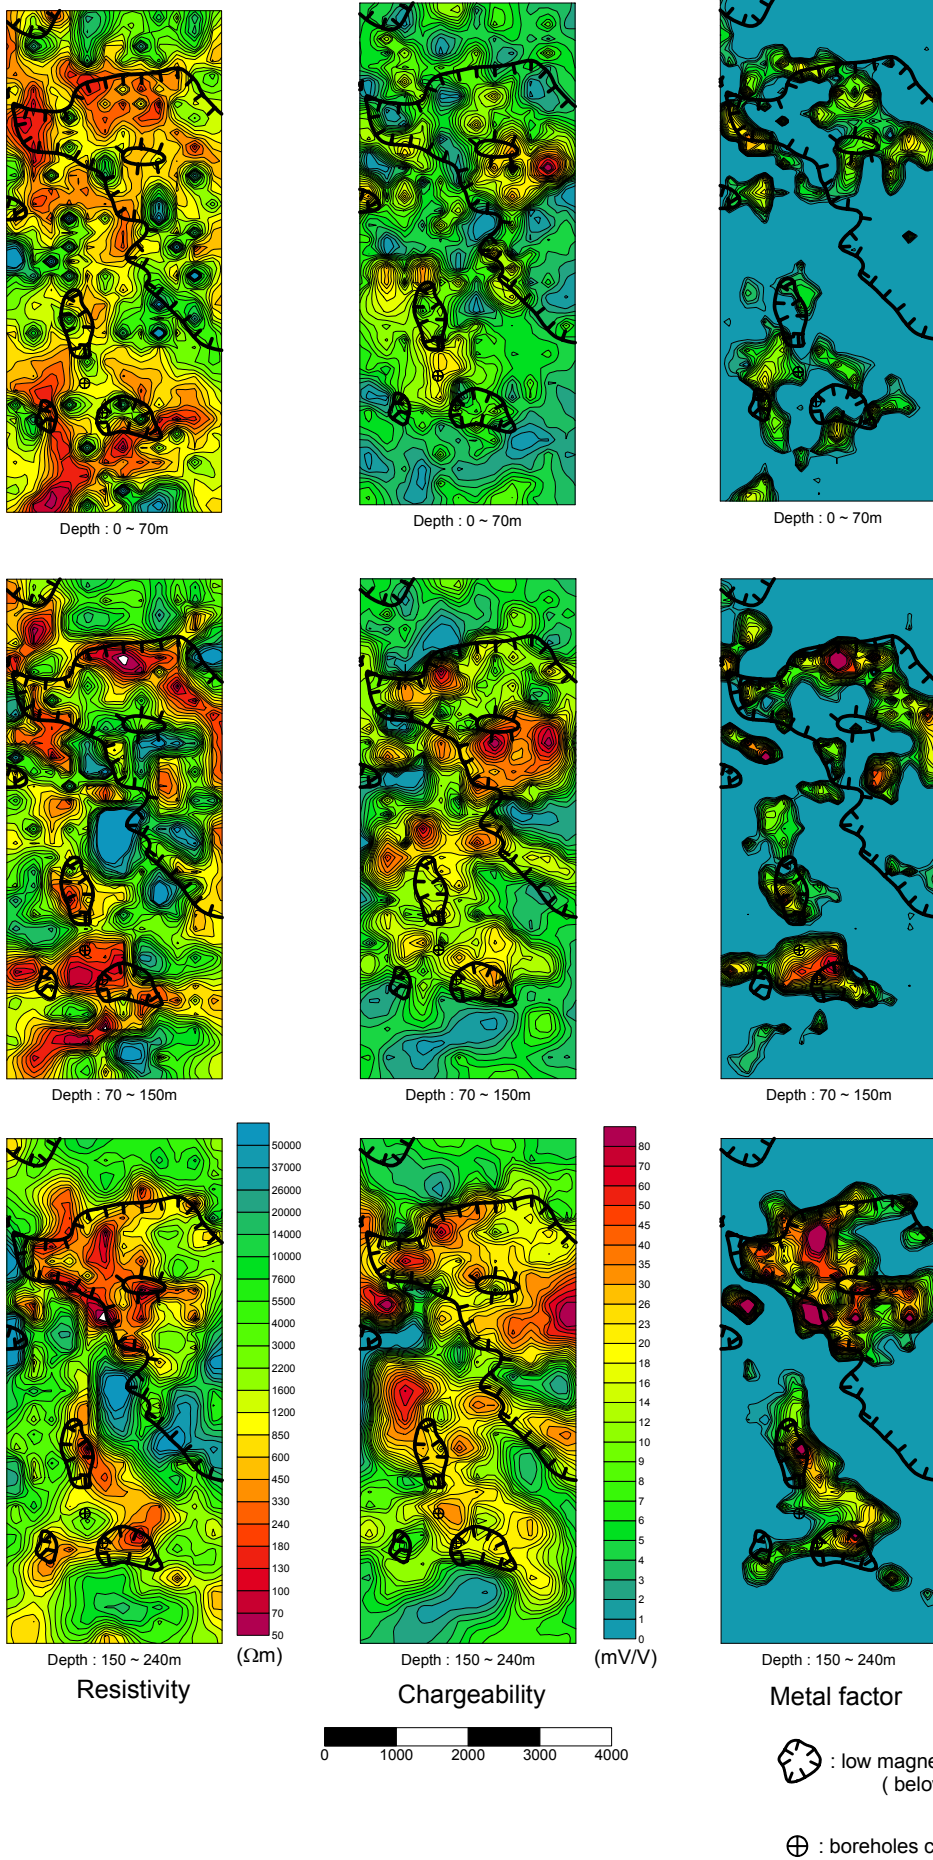 Depth : 0 ~ 70m
Depth : 0 ~ 70m
Depth : 0 ~ 70m
Depth : 70 ~ 150m
Depth : 70 ~ 150m
Depth : 70 ~ 150m
50000
37000
26000
20000
14000
10000
7600
5500
4000
3000
2200
1600
1200
850
600
450
330
240
180
130
100
70
50
(Ωm)
80
70
60
50
45
40
35
30
26
23
20
18
16
14
12
10
9
8
7
6
5
4
3
2
1
0
(mV/V)
Depth : 150 ~ 240m
Depth : 150 ~ 240m
Depth : 150 ~ 240m
Resistivity
Chargeability
Metal factor
0 1000 2000 3000 4000
: low magne
( belo
: boreholes c